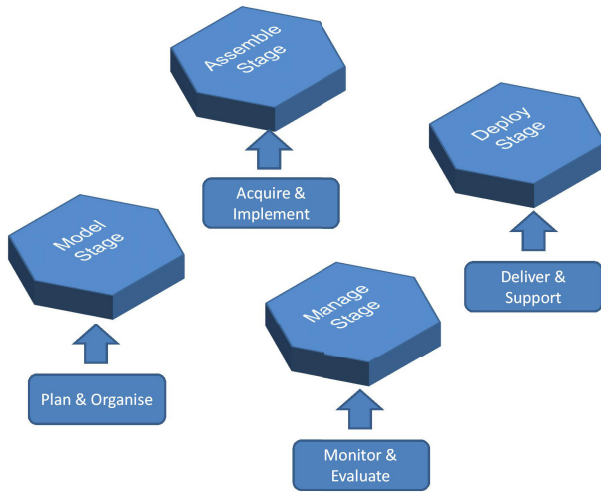 Assemble
Stage
Acquire &
Implement
Deploy
Stage
Deliver &
Support
Model
Stage
Plan & Organise
Manage
Stage
Monitor &
Evaluate